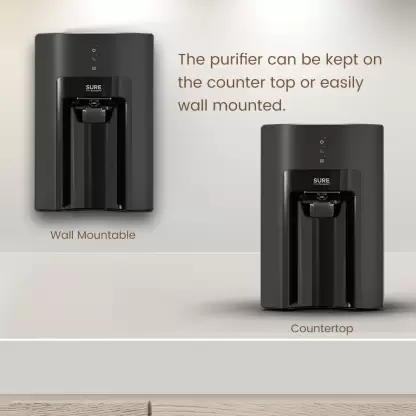 The purifier can be kept on
the counter top or easily
wall mounted.
SURE
Wall Mountable
SURE
Countertop